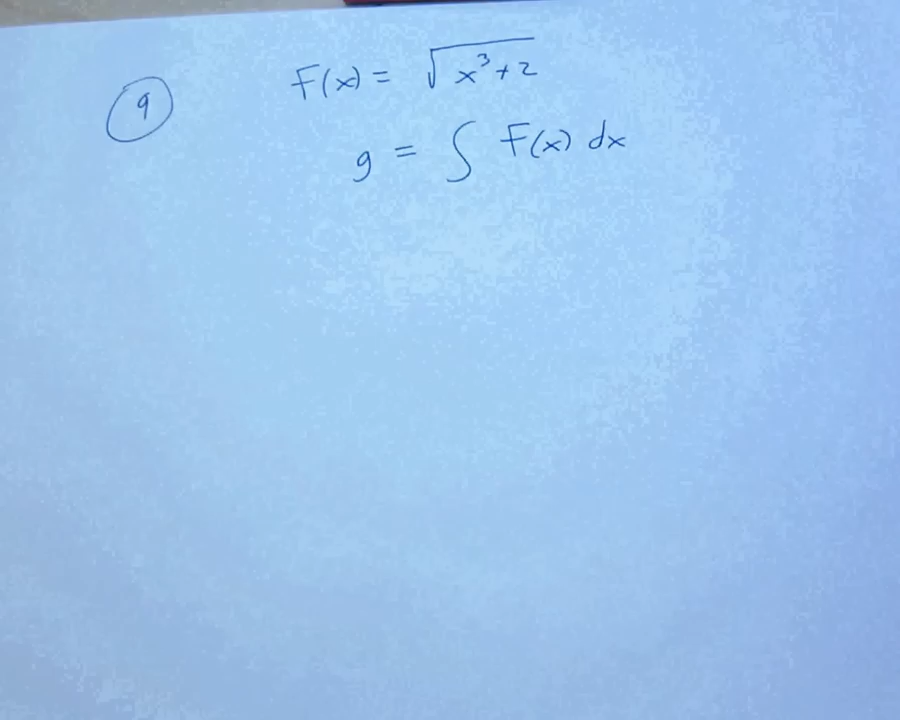 9
F(x) = √(x³+2)
g = ∫ F(x) dx